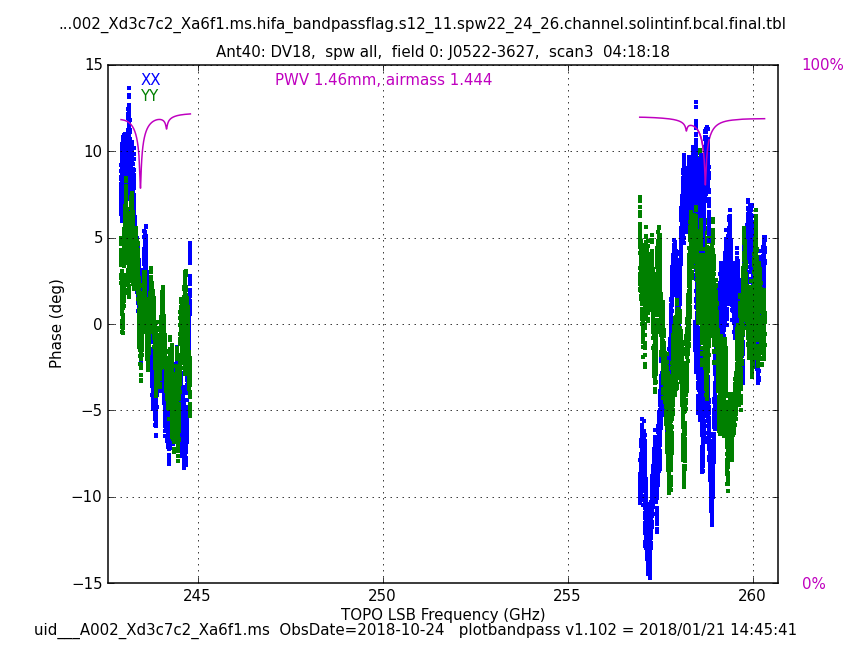 ...002_Xd3c7c2_Xa6f1.ms.hifa_bandpassflag.s12_11.spw22_24_26.channel.solintinf.bcal.final.tbl
Ant40: DV18,  spw all,  field 0: J0522-3627,  scan3  04:18:18
15
XX
YY
PWV 1.46mm, airmass 1.444
100%
10
5
0
−5
−10
−15
Phase (deg)
0%
245
250
255
260
TOPO LSB Frequency (GHz)
uid___A002_Xd3c7c2_Xa6f1.ms  ObsDate=2018-10-24   plotbandpass v1.102 = 2018/01/21 14:45:41